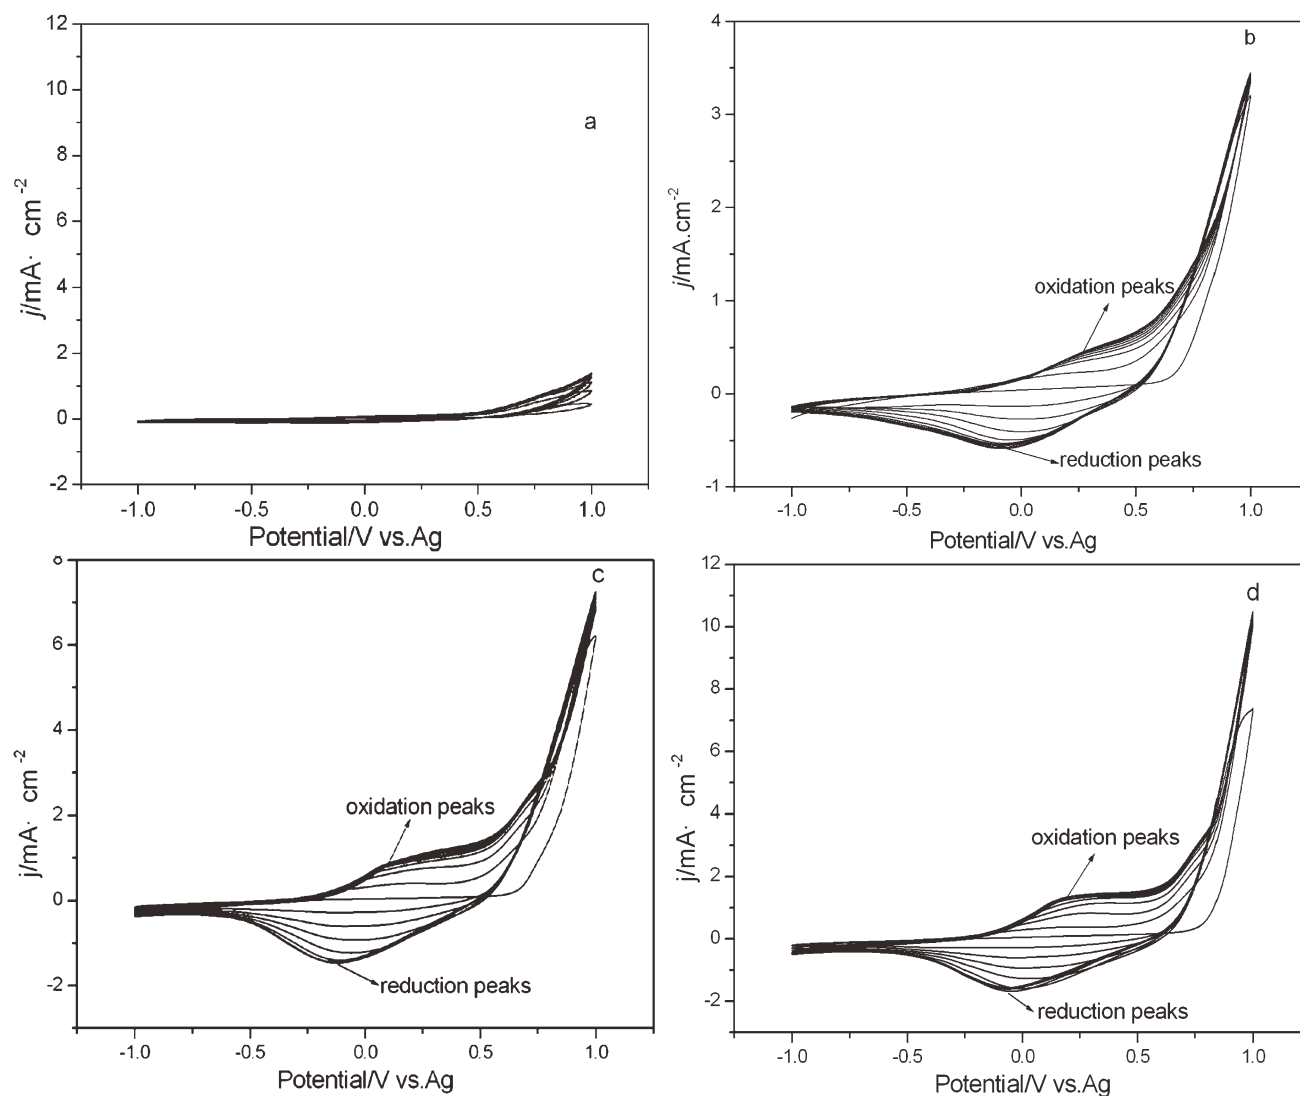 12
10
8
6
4
2
0
-2
j/mA· cm-2
a
-1.0 -0.5 0.0 0.5 1.0
Potential/V vs.Ag
4
3
2
1
0
-1
j/mA.cm-2
b
oxidation peaks
reduction peaks
-1.0 -0.5 0.0 0.5 1.0
Potential/V vs.Ag
8
6
4
2
0
-2
j/mA· cm-2
c
oxidation peaks
reduction peaks
-1.0 -0.5 0.0 0.5 1.0
Potential/V vs.Ag
12
10
8
6
4
2
0
-2
j/mA· cm-2
d
oxidation peaks
reduction peaks
-1.0 -0.5 0.0 0.5 1.0
Potential/V vs.Ag